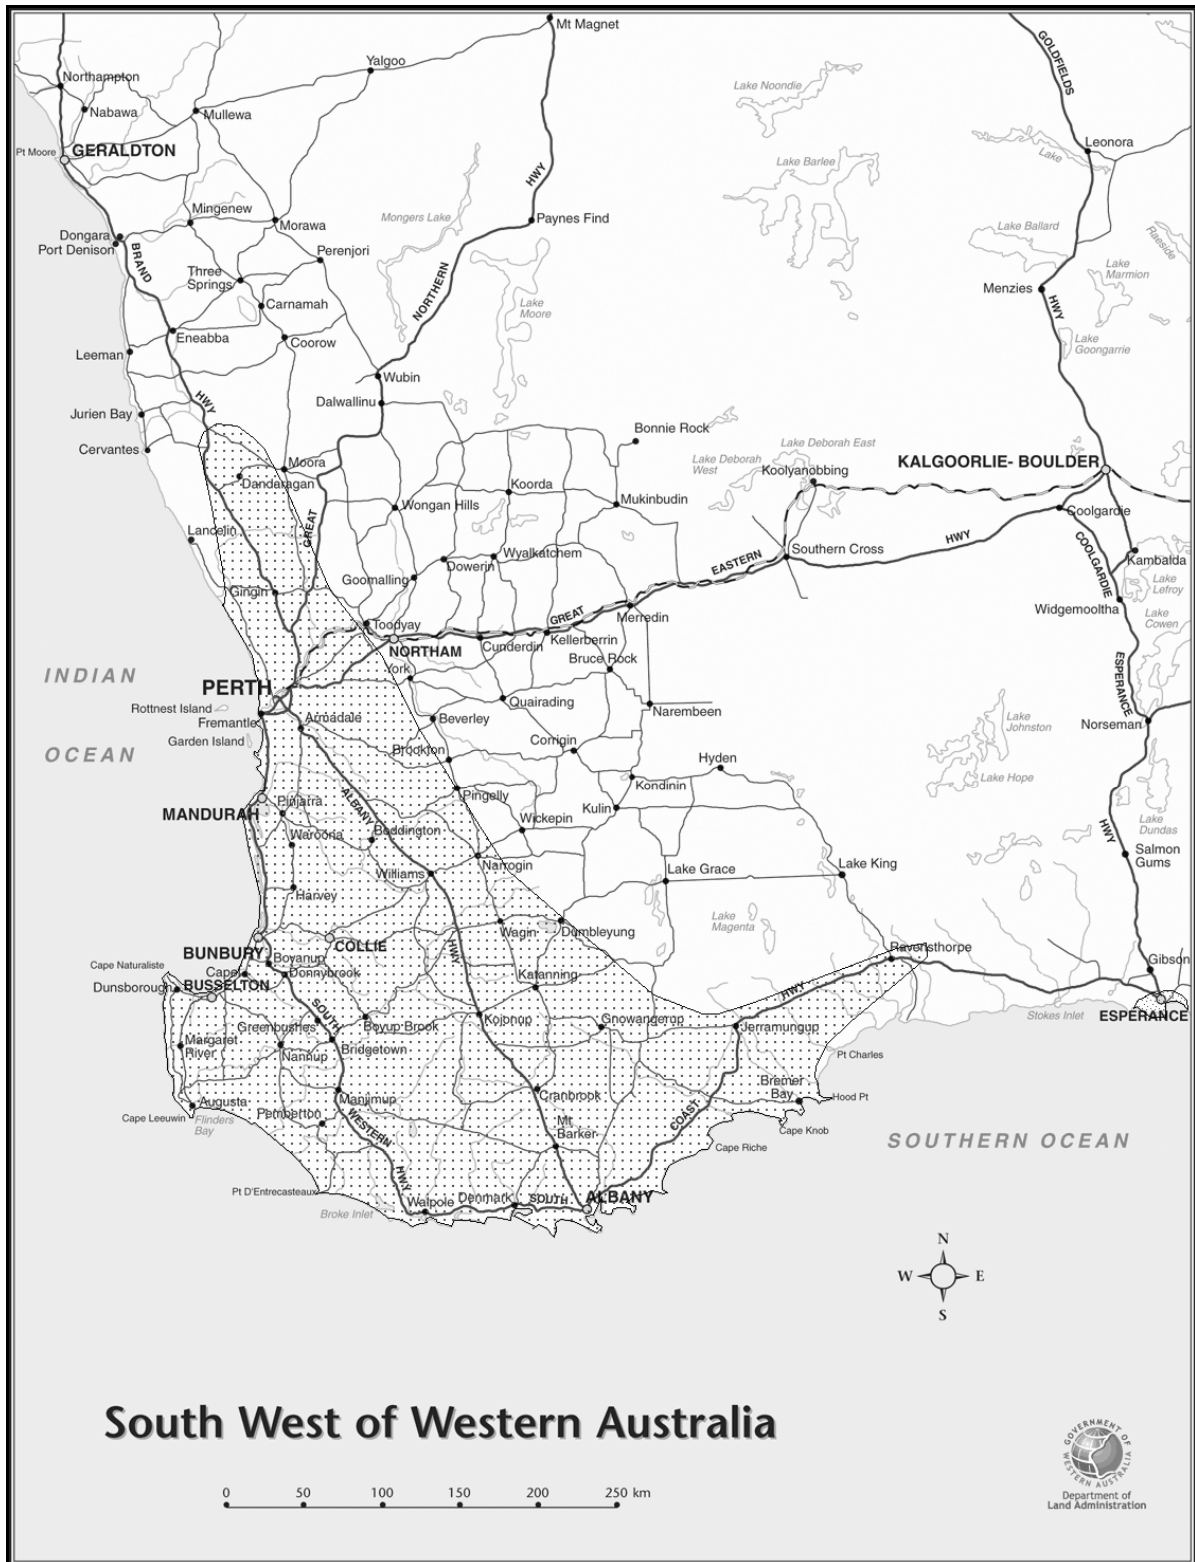 Mt Magnet
Yalgoo
Northampton
Nabawa
Mullewa
GOLDFIELDS
Lake Noondie
Leonora
Lake
Pt Moore
GERALDTON
Lake Barlee
HWY
Mingenew
Morawa
Mongers Lake
Paynes Find
Lake Ballard
Raeside
Dongara
Port Denison
BRAND
Perenjori
Three
Springs
NORTHERN
Lake
Marmion
Menzies
Carnamah
Lake
Moore
HWY
Eneabba
Coorow
Lake
Goongarrie
Leeman
Wubin
HWY
Dalwallinu
Jurien Bay
Bonnie Rock
Cervantes
Lake Deborah East
Lake Deborah
West
Koolyanobbing
KALGOORLIE- BOULDER
Moora
Dandaragan
Koorda
Wongan Hills
Mukinbudin
Coolgardie
GREAT
Lancelin
HWY
Southern Cross
COOLGARDIE
Kambalda
Wyalkatchem
Dowerin
EASTERN
Goomalling
Lake
Lefroy
Gingin
Widgemooltha
GREAT
Merredin
Lake
Cowen
Toodyay
Kellerberrin
Cunderdin
NORTHAM
Bruce Rock
York
ESPERANCE
INDIAN
PERTH
Rottnest Island
Quairading
Narembeen
Fremantle
Armadale
Beverley
Norseman
Lake
Johnston
Garden Island
OCEAN
Brookton
Corrigin
Hyden
Lake Hope
Kondinin
Pingelly
ALBANY
Pinjarra
MANDURAH
Kulin
Wickepin
HWY
Lake
Dundas
Waroona
Boddington
Salmon
Gums
Narrogin
Williams
Lake Grace
Lake King
Harvey
Lake
Magenta
Wagin
Dumbleyung
HWY
COLLIE
BUNBURY
Boyanup
Ravensthorpe
Gibson
Cape Naturaliste
Capel
Donnybrook
Katanning
Dunsborough
BUSSELTON
HWY
Stokes Inlet
ESPERANCE
SOUTH
Greenbushes
Boyup Brook
Kojonup
Gnowangerup
Jerramungup
Margaret
River
Nannup
Bridgetown
Pt Charles
Bremer
Bay
Hood Pt
Augusta
Manjimup
Cranbrook
Cape Leeuwin
Flinders
Bay
Pemberton
WESTERN
Mt
Barker
COAST
Cape Knob
Cape Riche
SOUTHERN OCEAN
HWY
Pt D'Entrecasteaux
Walpole
Denmark
SOUTH
ALBANY
Broke Inlet
N
W
E
S
South West of Western Australia
0 50 100 150 200 250 km
GOVERNMENT OF
WESTERN AUSTRALIA
Department of
Land Administration